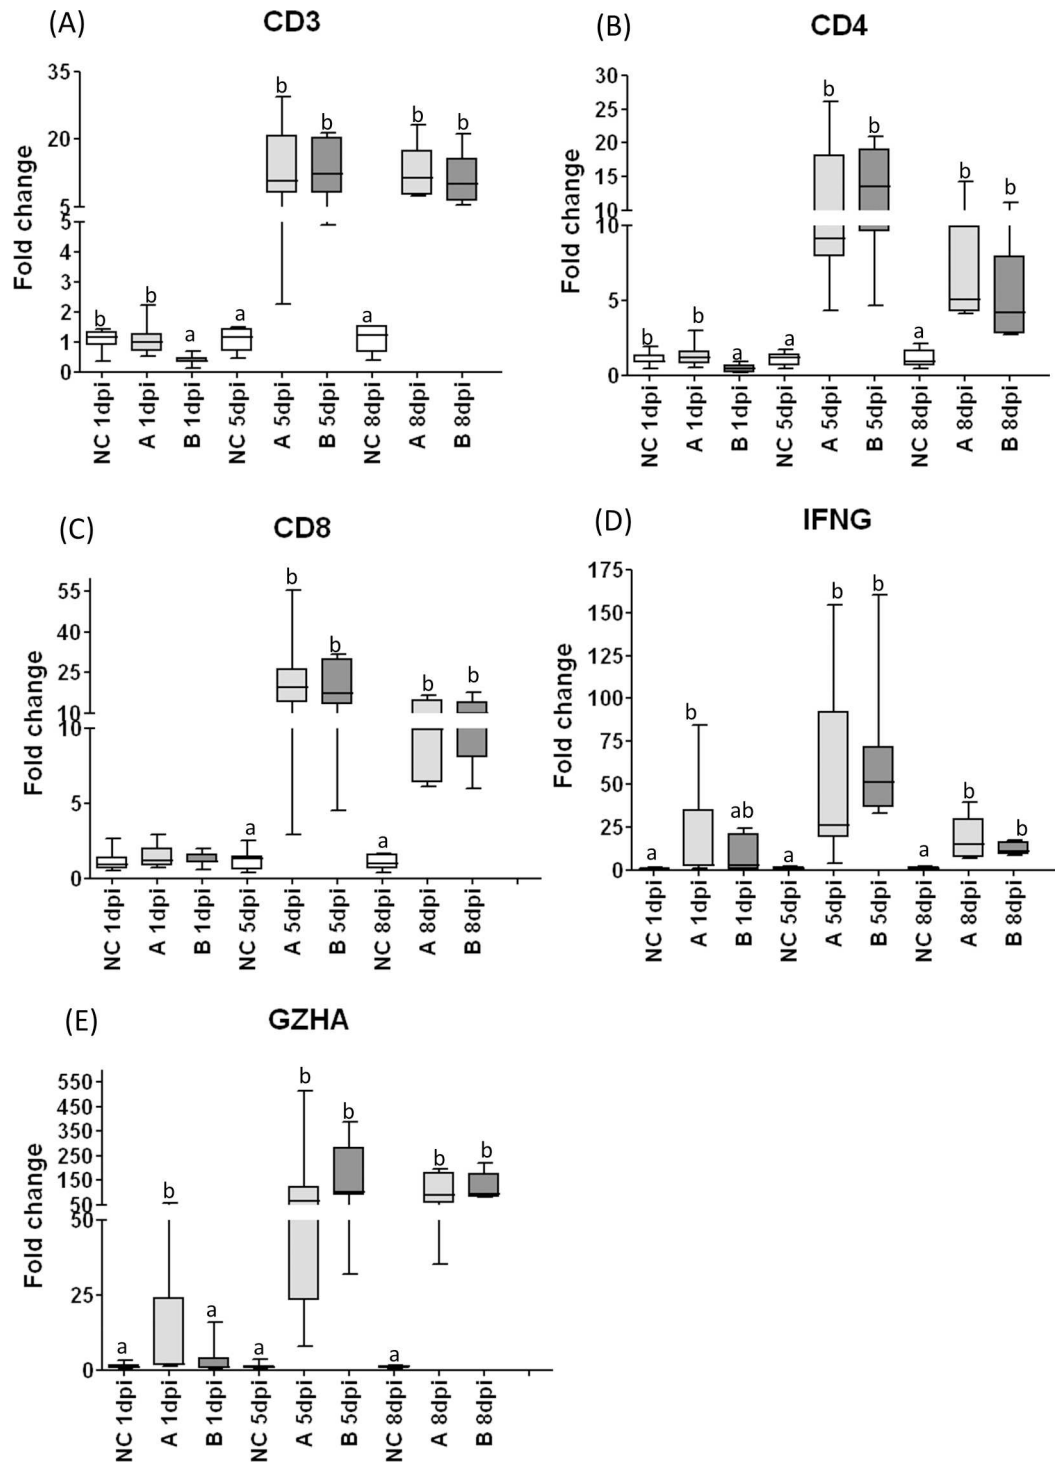 (A) CD3
Fold change
35
20
5
5
4
3
2
1
0
b b a a b b a b b
NC 1dpi
A 1dpi
B 1dpi
NC 5dpi
A 5dpi
B 5dpi
NC 8dpi
A 8dpi
B 8dpi
(B) CD4
Fold change
30
25
20
15
10
10
5
0
b b a a b b a b b
NC 1dpi
A 1dpi
B 1dpi
NC 5dpi
A 5dpi
B 5dpi
NC 8dpi
A 8dpi
B 8dpi
(C) CD8
Fold change
55
40
25
10
10
5
0
a b b a b b
NC 1dpi
A 1dpi
B 1dpi
NC 5dpi
A 5dpi
B 5dpi
NC 8dpi
A 8dpi
B 8dpi
(D) IFNG
Fold change
175
150
125
100
75
50
25
0
a b ab a b b a b b
NC 1dpi
A 1dpi
B 1dpi
NC 5dpi
A 5dpi
B 5dpi
NC 8dpi
A 8dpi
B 8dpi
(E) GZHA
Fold change
550
450
350
250
150
50
50
25
0
a b a a b b a b b
NC 1dpi
A 1dpi
B 1dpi
NC 5dpi
A 5dpi
B 5dpi
NC 8dpi
A 8dpi
B 8dpi